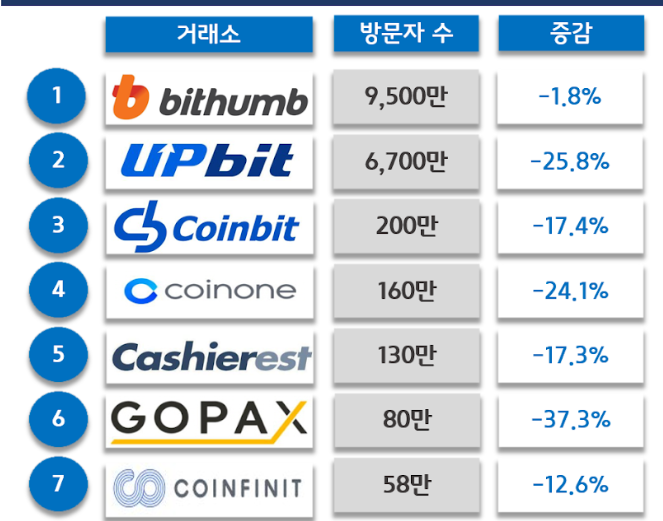 거래소 방문자 수 증감
1 bithumb 9,500만 -1.8%
2 UPbit 6,700만 -25.8%
3 Coinbit 200만 -17.4%
4 coinone 160만 -24.1%
5 Cashierest 130만 -17.3%
6 GOPAX 80만 -37.3%
7 COINFINIT 58만 -12.6%